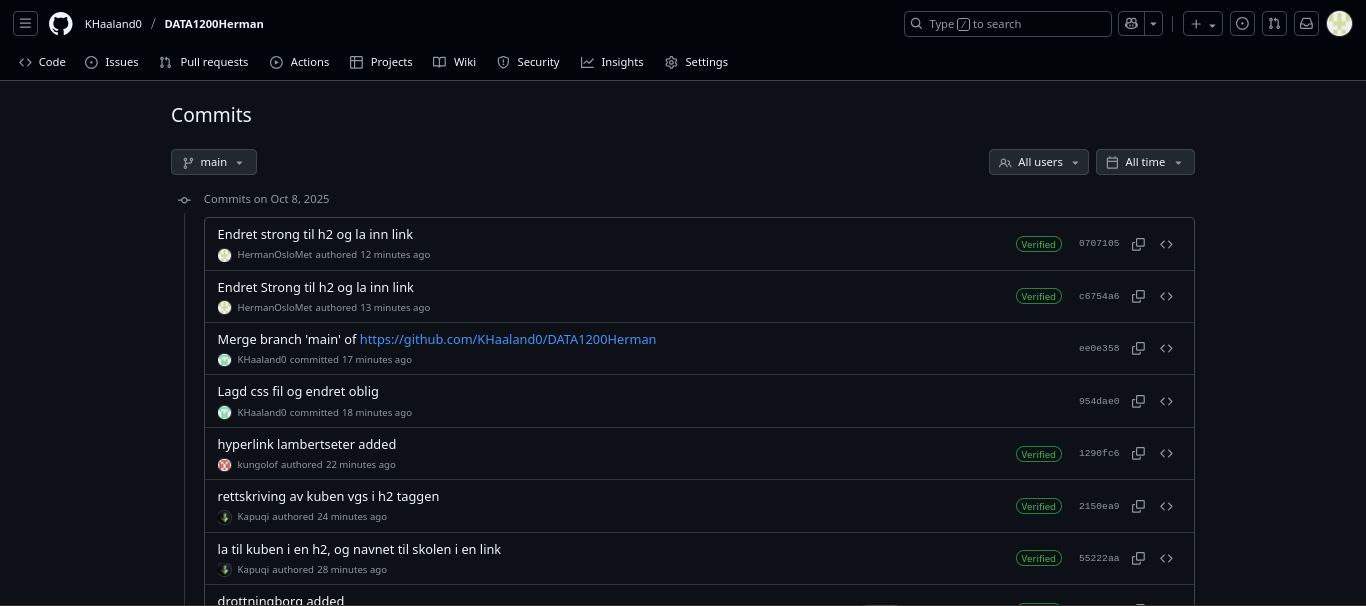 KHaaland0 / DATA1200Herman
Type / to search
Code Issues Pull requests Actions Projects Wiki Security Insights Settings
Commits
main
All users All time
Commits on Oct 8, 2025
Endret strong til h2 og la inn link
HermanOsloMet authored 12 minutes ago
Verified 0707105
Endret Strong til h2 og la inn link
HermanOsloMet authored 13 minutes ago
Verified c6754a6
Merge branch 'main' of https://github.com/KHaaland0/DATA1200Herman
KHaaland0 committed 17 minutes ago
ee0e358
Lagd css fil og endret oblig
KHaaland0 committed 18 minutes ago
954dae0
hyperlink lambertseter added
kungolof authored 22 minutes ago
Verified 1290fc6
rettskriving av kuben vgs i h2 taggen
Kapuqi authored 24 minutes ago
Verified 2150ea9
la til kuben i en h2, og navnet til skolen i en link
Kapuqi authored 28 minutes ago
Verified 55222aa
drottningborg added